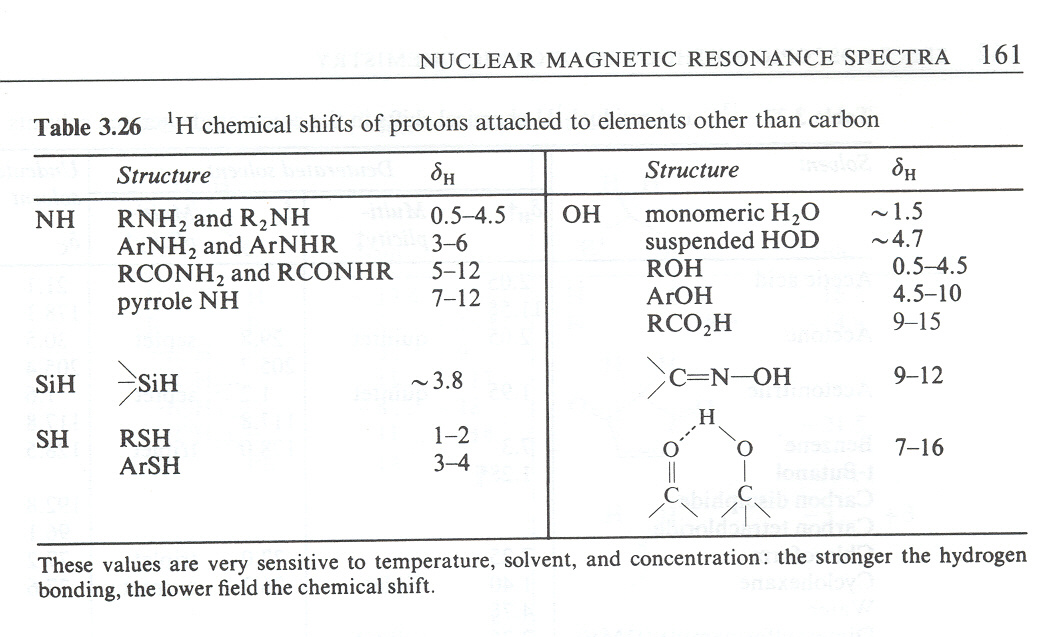 NUCLEAR MAGNETIC RESONANCE SPECTRA 161
Table 3.26 ¹H chemical shifts of protons attached to elements other than carbon
Structure δH
NH RNH₂ and R₂NH 0.5–4.5
ArNH₂ and ArNHR 3–6
RCONH₂ and RCONHR 5–12
pyrrole NH 7–12
SiH SiH ~3.8
SH RSH 1–2
ArSH 3–4
Structure δH
OH monomeric H₂O ~1.5
suspended HOD ~4.7
ROH 0.5–4.5
ArOH 4.5–10
RCO₂H 9–15
C=N—OH 9–12
H
O O 7–16
C C
These values are very sensitive to temperature, solvent, and concentration: the stronger the hydrogen
bonding, the lower field the chemical shift.